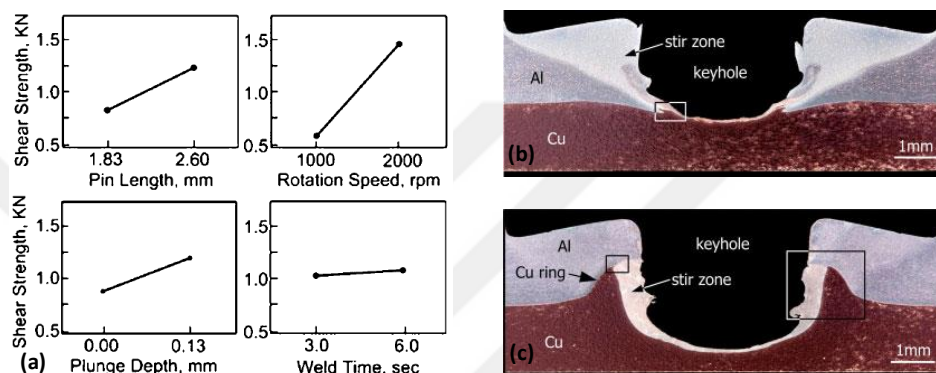 Shear Strength, KN
1.5
1.0
0.5
1.83 2.60
Pin Length, mm
1.5
1.0
0.5
1000 2000
Rotation Speed, rpm
Shear Strength, KN
1.5
1.0
0.5
0.00 0.13
Plunge Depth, mm
(a)
1.5
1.0
0.5
3.0 6.0
Weld Time, sec
stir zone
keyhole
Al
Cu
(b)
1mm
Al
keyhole
Cu ring
stir zone
Cu
(c)
1mm